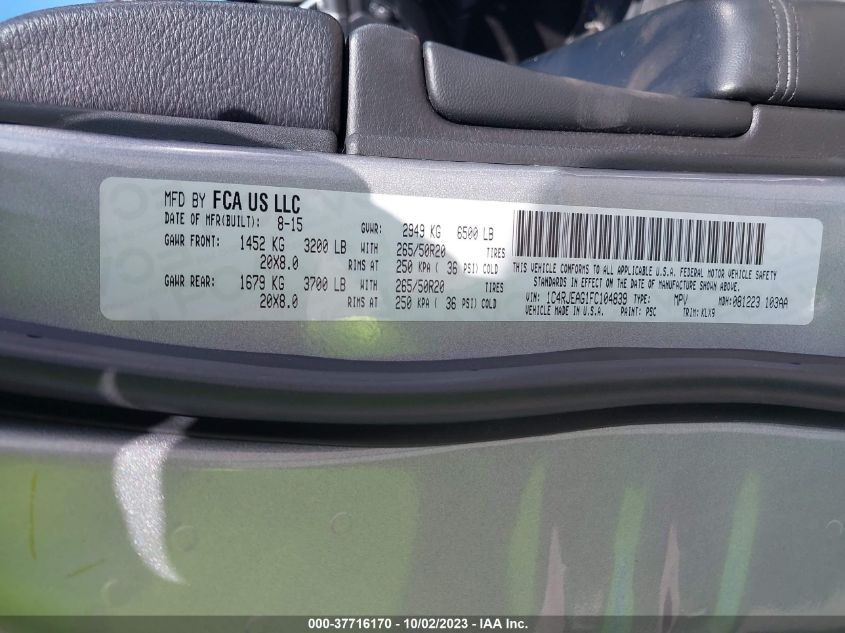 MFD BY FCA US LLC
DATE OF MFR(BUILT): 8-15 GVWR: 2949 KG 6500 LB
GAWR FRONT: 1452 KG 3200 LB WITH 265/50R20 TIRES
20X8.0 RIMS AT 250 KPA ( 36 PSI) COLD
GAWR REAR: 1679 KG 3700 LB WITH 265/50R20 TIRES
20X8.0 RIMS AT 250 KPA ( 36 PSI) COLD
THIS VEHICLE CONFORMS TO ALL APPLICABLE U.S.A. FEDERAL MOTOR VEHICLE SAFETY
STANDARDS IN EFFECT ON THE DATE OF MANUFACTURE SHOWN ABOVE.
VIN: 1C4RJEAG1FC104839 TYPE: MPV MDH: 081223 103AA
VEHICLE MADE IN U.S.A. PAINT: PSC TRIM: KLX9
000-37716170 - 10/02/2023 - IAA Inc.